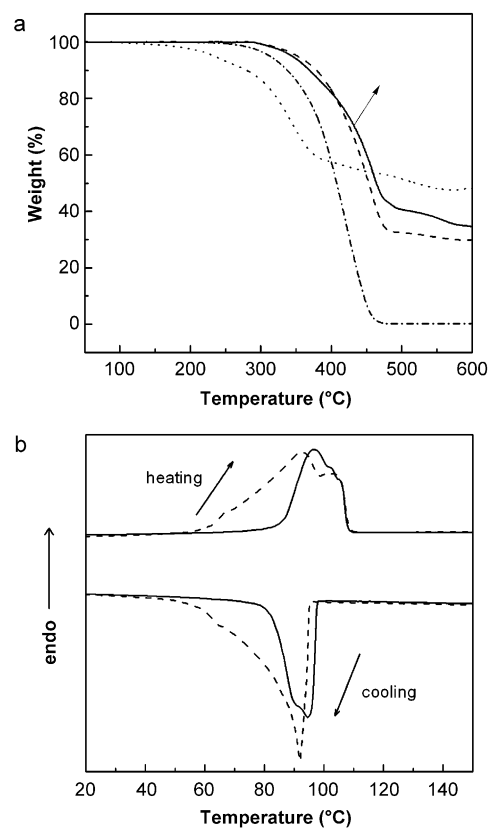 a
100
80
60
40
20
0
Weight (%)
100 200 300 400 500 600
Temperature (°C)
b
heating
endo
cooling
20 40 60 80 100 120 140
Temperature (°C)